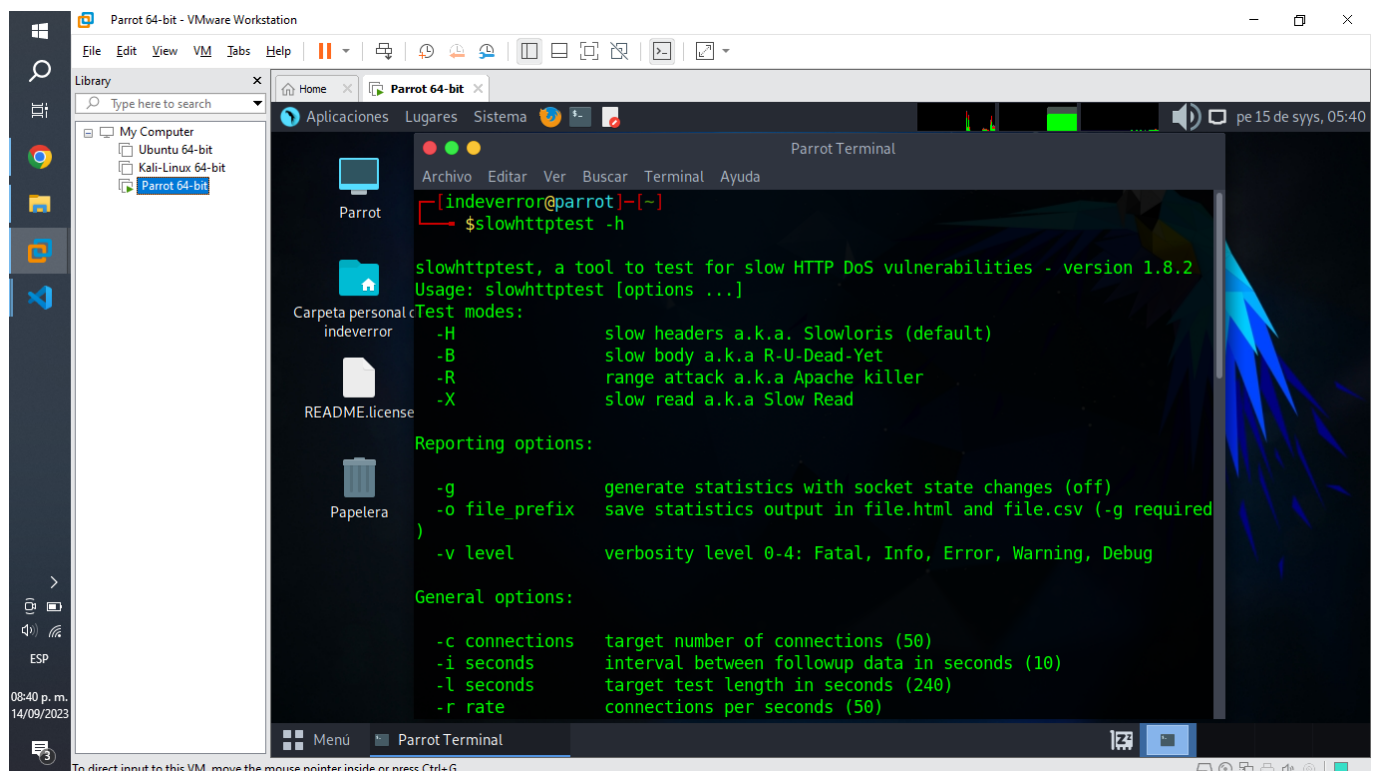 Parrot 64-bit - VMware Workstation
File Edit View VM Tabs Help
Library
Type here to search
My Computer
Ubuntu 64-bit
Kali-Linux 64-bit
Parrot 64-bit
Home
Parrot 64-bit
Aplicaciones Lugares Sistema
pe 15 de syys, 05:40
Parrot
Carpeta personal
indeverror
README.license
Papelera
Parrot Terminal
Archivo Editar Ver Buscar Terminal Ayuda
[indeverror@parrot]-[~]
$slowhttptest -h
slowhttptest, a tool to test for slow HTTP DoS vulnerabilities - version 1.8.2
Usage: slowhttptest [options ...]
Test modes:
-H slow headers a.k.a. Slowloris (default)
-B slow body a.k.a R-U-Dead-Yet
-R range attack a.k.a Apache killer
-X slow read a.k.a Slow Read
Reporting options:
-g generate statistics with socket state changes (off)
-o file_prefix save statistics output in file.html and file.csv (-g required
)
-v level verbosity level 0-4: Fatal, Info, Error, Warning, Debug
General options:
-c connections target number of connections (50)
-i seconds interval between followup data in seconds (10)
-l seconds target test length in seconds (240)
-r rate connections per seconds (50)
Menú
Parrot Terminal
To direct input to this VM, move the mouse pointer inside or press Ctrl+G.
ESP
08:40 p. m.
14/09/2023
3